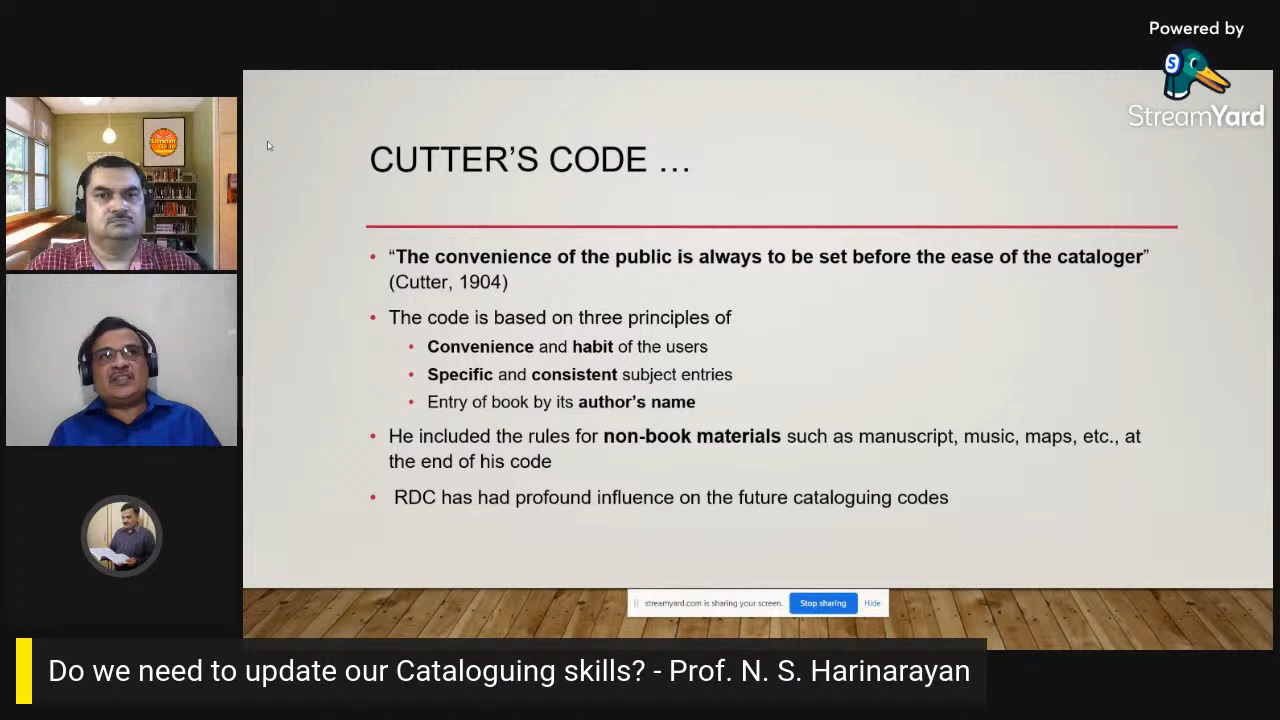 Powered by
StreamYard
CUTTER'S CODE …
• “The convenience of the public is always to be set before the ease of the cataloger”
(Cutter, 1904)
• The code is based on three principles of
• Convenience and habit of the users
• Specific and consistent subject entries
• Entry of book by its author's name
• He included the rules for non-book materials such as manuscript, music, maps, etc., at
the end of his code
• RDC has had profound influence on the future cataloguing codes
streamyard.com is sharing your screen. Stop sharing Hide
Do we need to update our Cataloguing skills? - Prof. N. S. Harinarayan